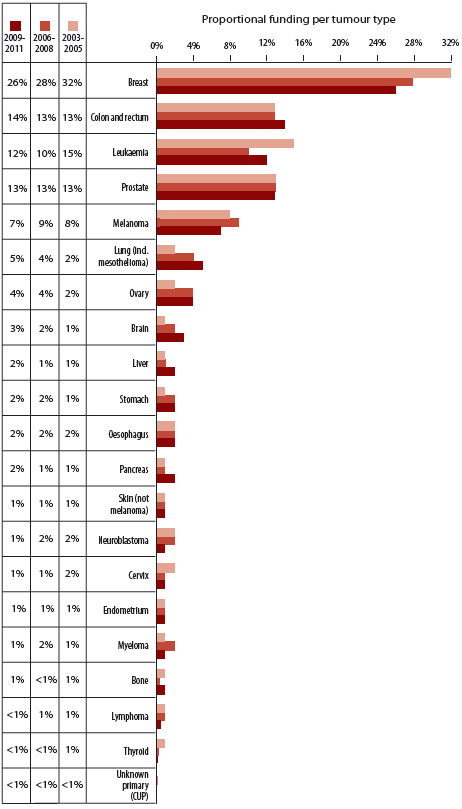 Proportional funding per tumour type
2009– 2006– 2003–
2011 2008 2005
0% 4% 8% 12% 16% 20% 24% 28% 32%
26% 28% 32% Breast
14% 13% 13% Colon and rectum
12% 10% 15% Leukaemia
13% 13% 13% Prostate
7% 9% 8% Melanoma
5% 4% 2% Lung (incl.
mesothelioma)
4% 4% 2% Ovary
3% 2% 1% Brain
2% 1% 1% Liver
2% 2% 1% Stomach
2% 2% 2% Oesophagus
2% 1% 1% Pancreas
1% 1% 1% Skin (not
melanoma)
1% 2% 2% Neuroblastoma
1% 1% 2% Cervix
1% 1% 1% Endometrium
1% 2% 1% Myeloma
1% <1% 1% Bone
<1% 1% 1% Lymphoma
<1% <1% 1% Thyroid
<1% <1% <1% Unknown
primary
(CUP)